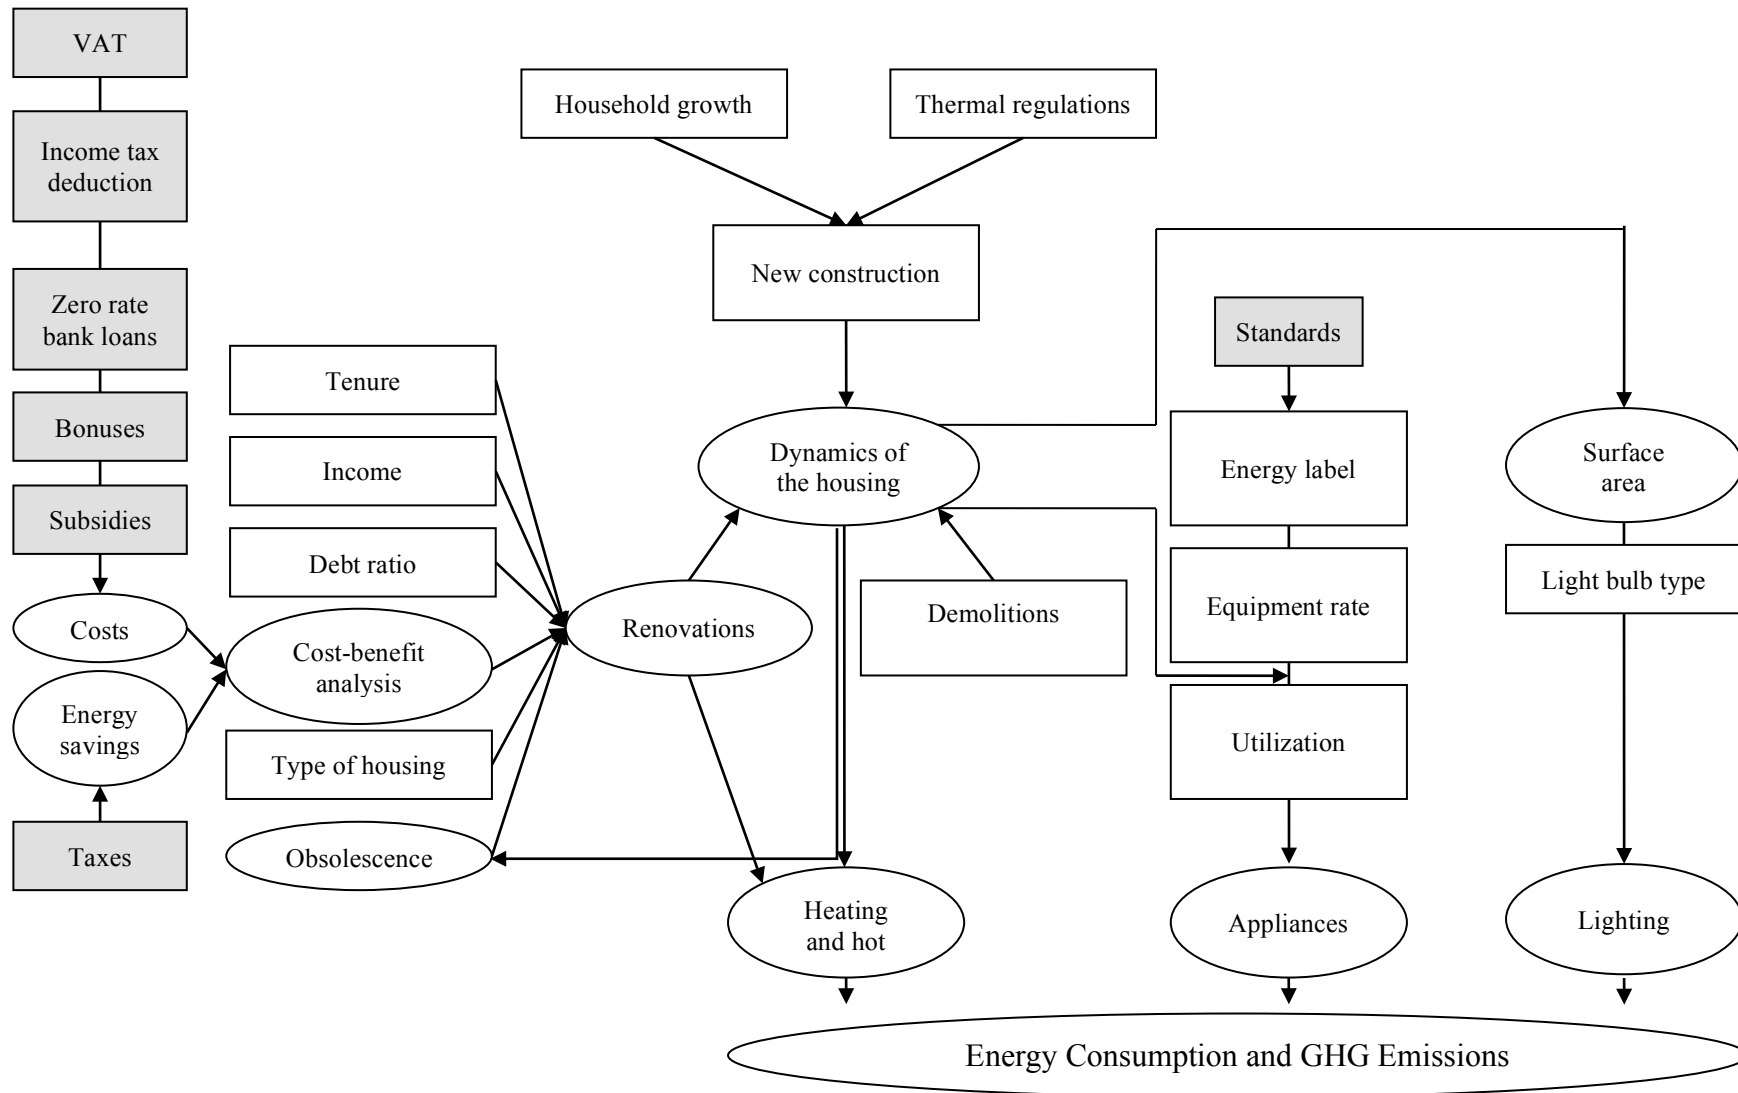 VAT
Income tax
deduction
Zero rate
bank loans
Bonuses
Subsidies
Costs
Energy
savings
Taxes
Tenure
Income
Debt ratio
Cost-benefit
analysis
Type of housing
Obsolescence
Renovations
Household growth
Thermal regulations
New construction
Dynamics of
the housing
Demolitions
Heating
and hot
Standards
Energy label
Equipment rate
Utilization
Appliances
Surface
area
Light bulb type
Lighting
Energy Consumption and GHG Emissions